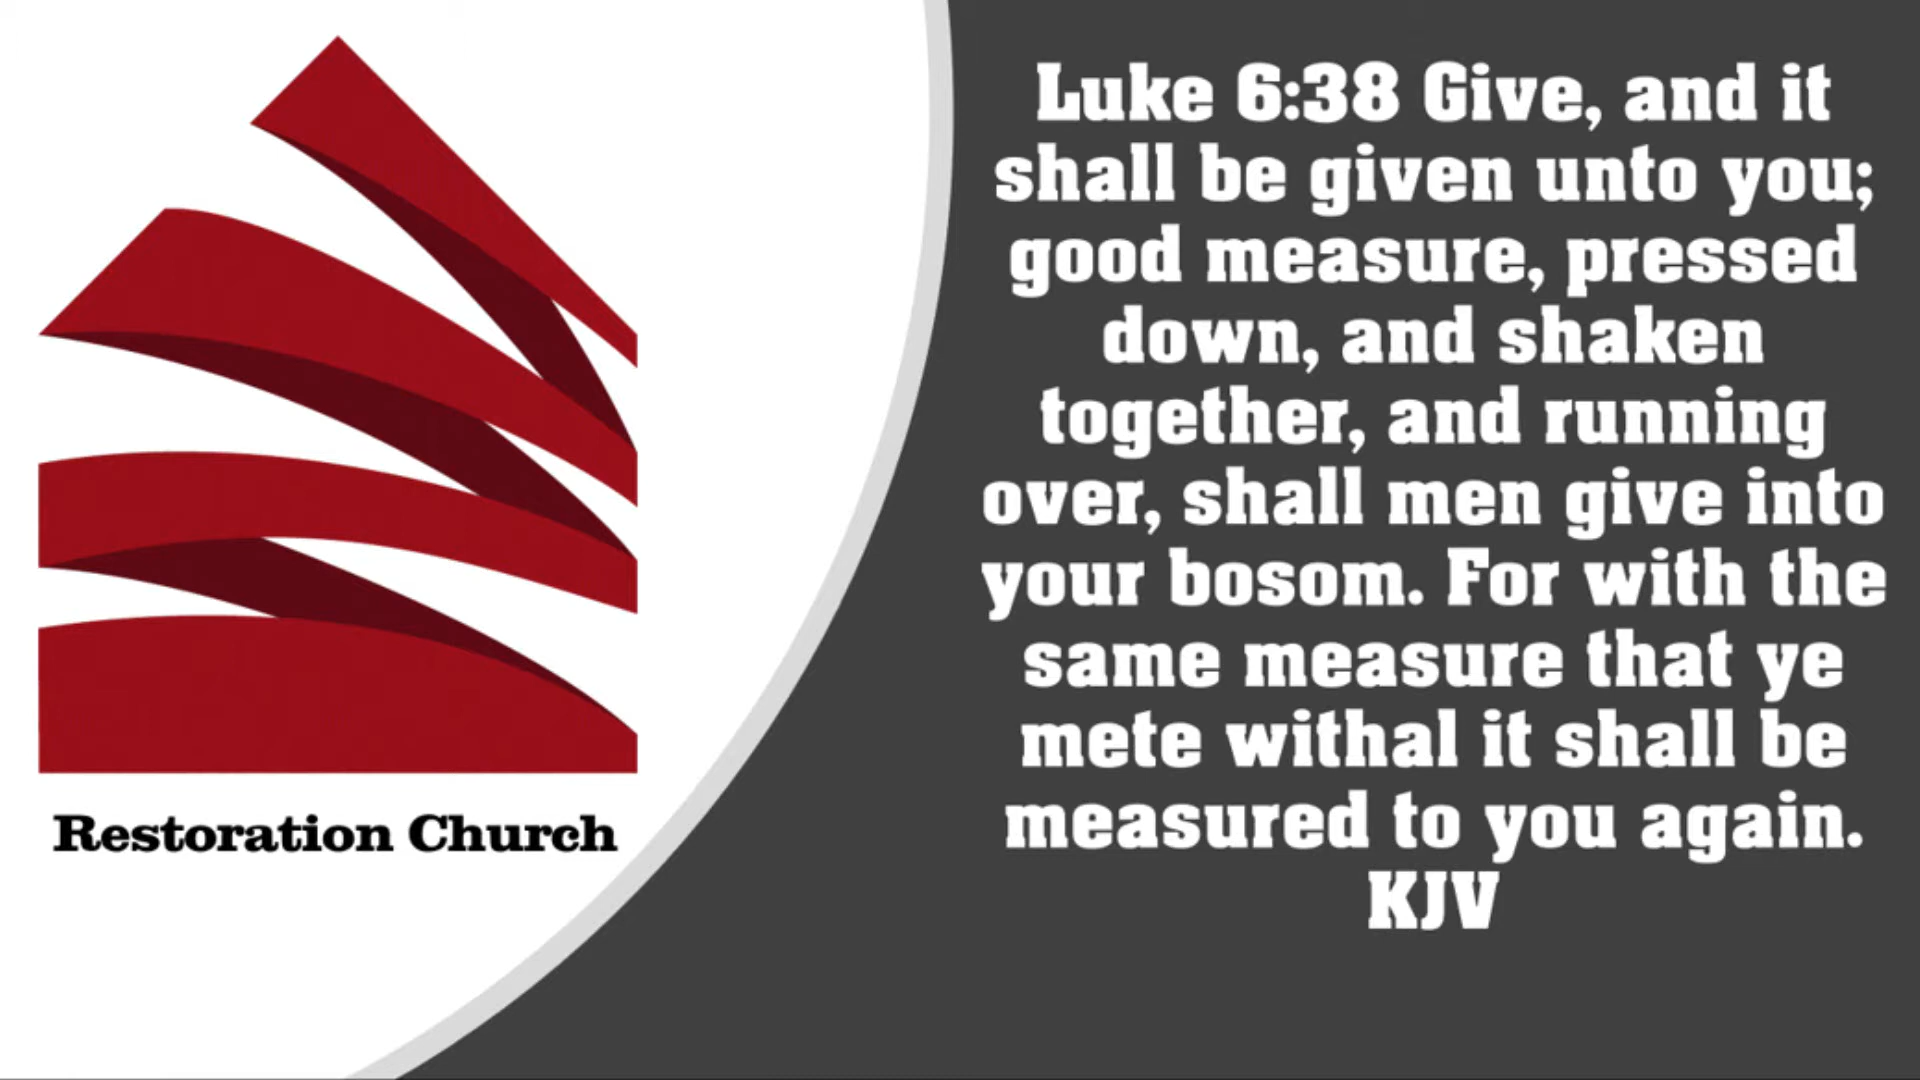 Restoration Church
Luke 6:38 Give, and it
shall be given unto you;
good measure, pressed
down, and shaken
together, and running
over, shall men give into
your bosom. For with the
same measure that ye
mete withal it shall be
measured to you again.
KJV